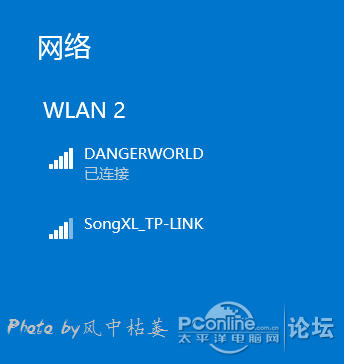 网络
WLAN 2
DANGERWORLD
已连接
SongXL_TP-LINK
Photo by风中枯萎
PConline
太平洋电脑网
论坛